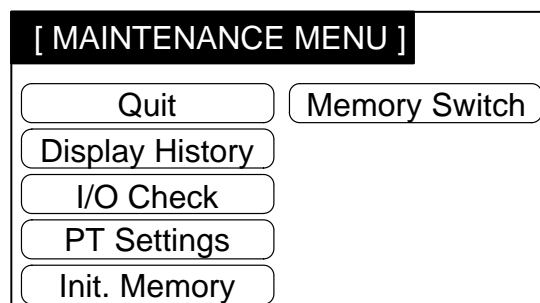 [ MAINTENANCE MENU ]
Quit Memory Switch
Display History
I/O Check
PT Settings
Init. Memory